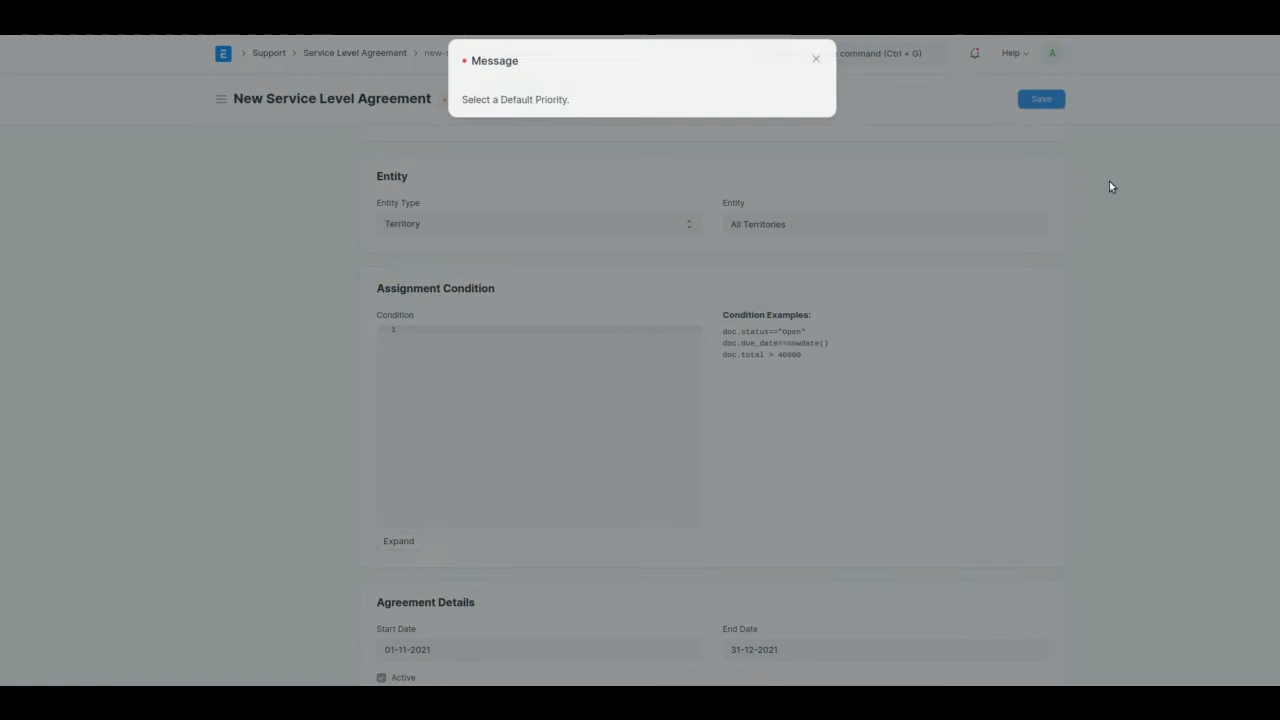 E > Support > Service Level Agreement > new-s
command (Ctrl + G)
Help
A
Message
Select a Default Priority.
New Service Level Agreement
Save
Entity
Entity Type
Entity
Territory
All Territories
Assignment Condition
Condition
Condition Examples:
1
doc.status=="Open"
doc.due_date==nowdate()
doc.total > 40000
Expand
Agreement Details
Start Date
End Date
01-11-2021
31-12-2021
Active